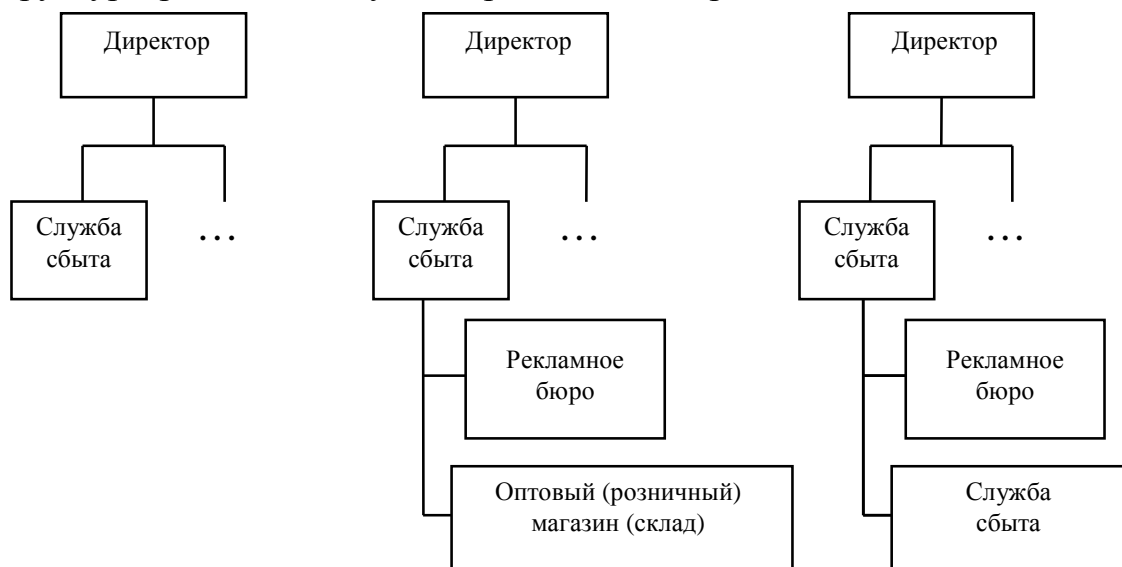 Директор
Директор
Директор
Служба
сбыта
...
Служба
сбыта
...
Служба
сбыта
...
Рекламное
бюро
Рекламное
бюро
Оптовый (розничный)
магазин (склад)
Служба
сбыта